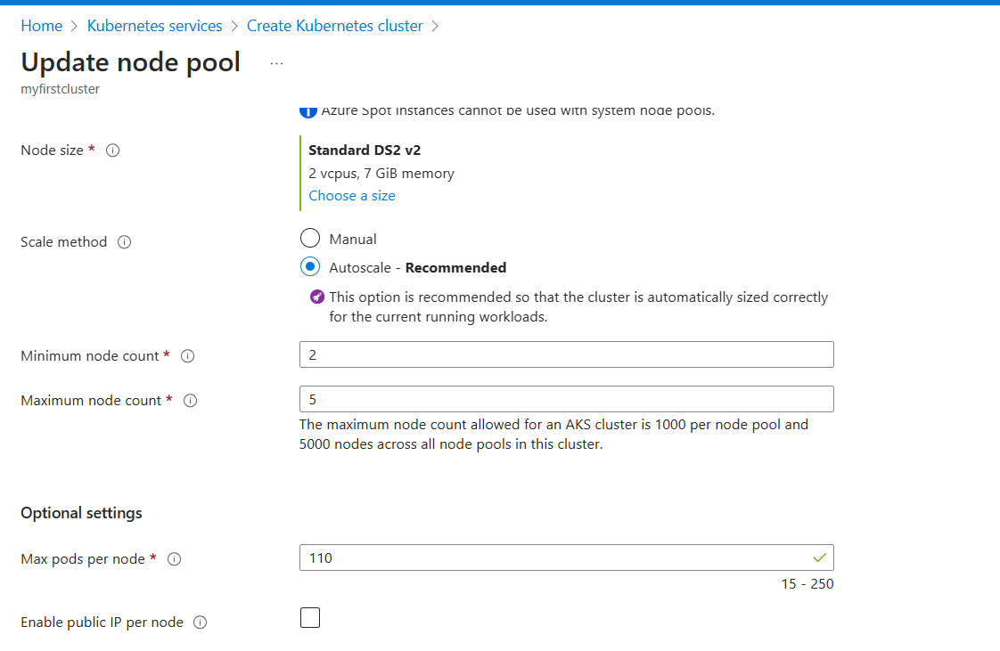 Home > Kubernetes services > Create Kubernetes cluster >
Update node pool ...
myfirstcluster
Azure Spot instances cannot be used with system node pools.
Node size *
Standard DS2 v2
2 vcpus, 7 GiB memory
Choose a size
Scale method
Manual
Autoscale - Recommended
This option is recommended so that the cluster is automatically sized correctly
for the current running workloads.
Minimum node count *
2
Maximum node count *
5
The maximum node count allowed for an AKS cluster is 1000 per node pool and
5000 nodes across all node pools in this cluster.
Optional settings
Max pods per node *
110
15 - 250
Enable public IP per node